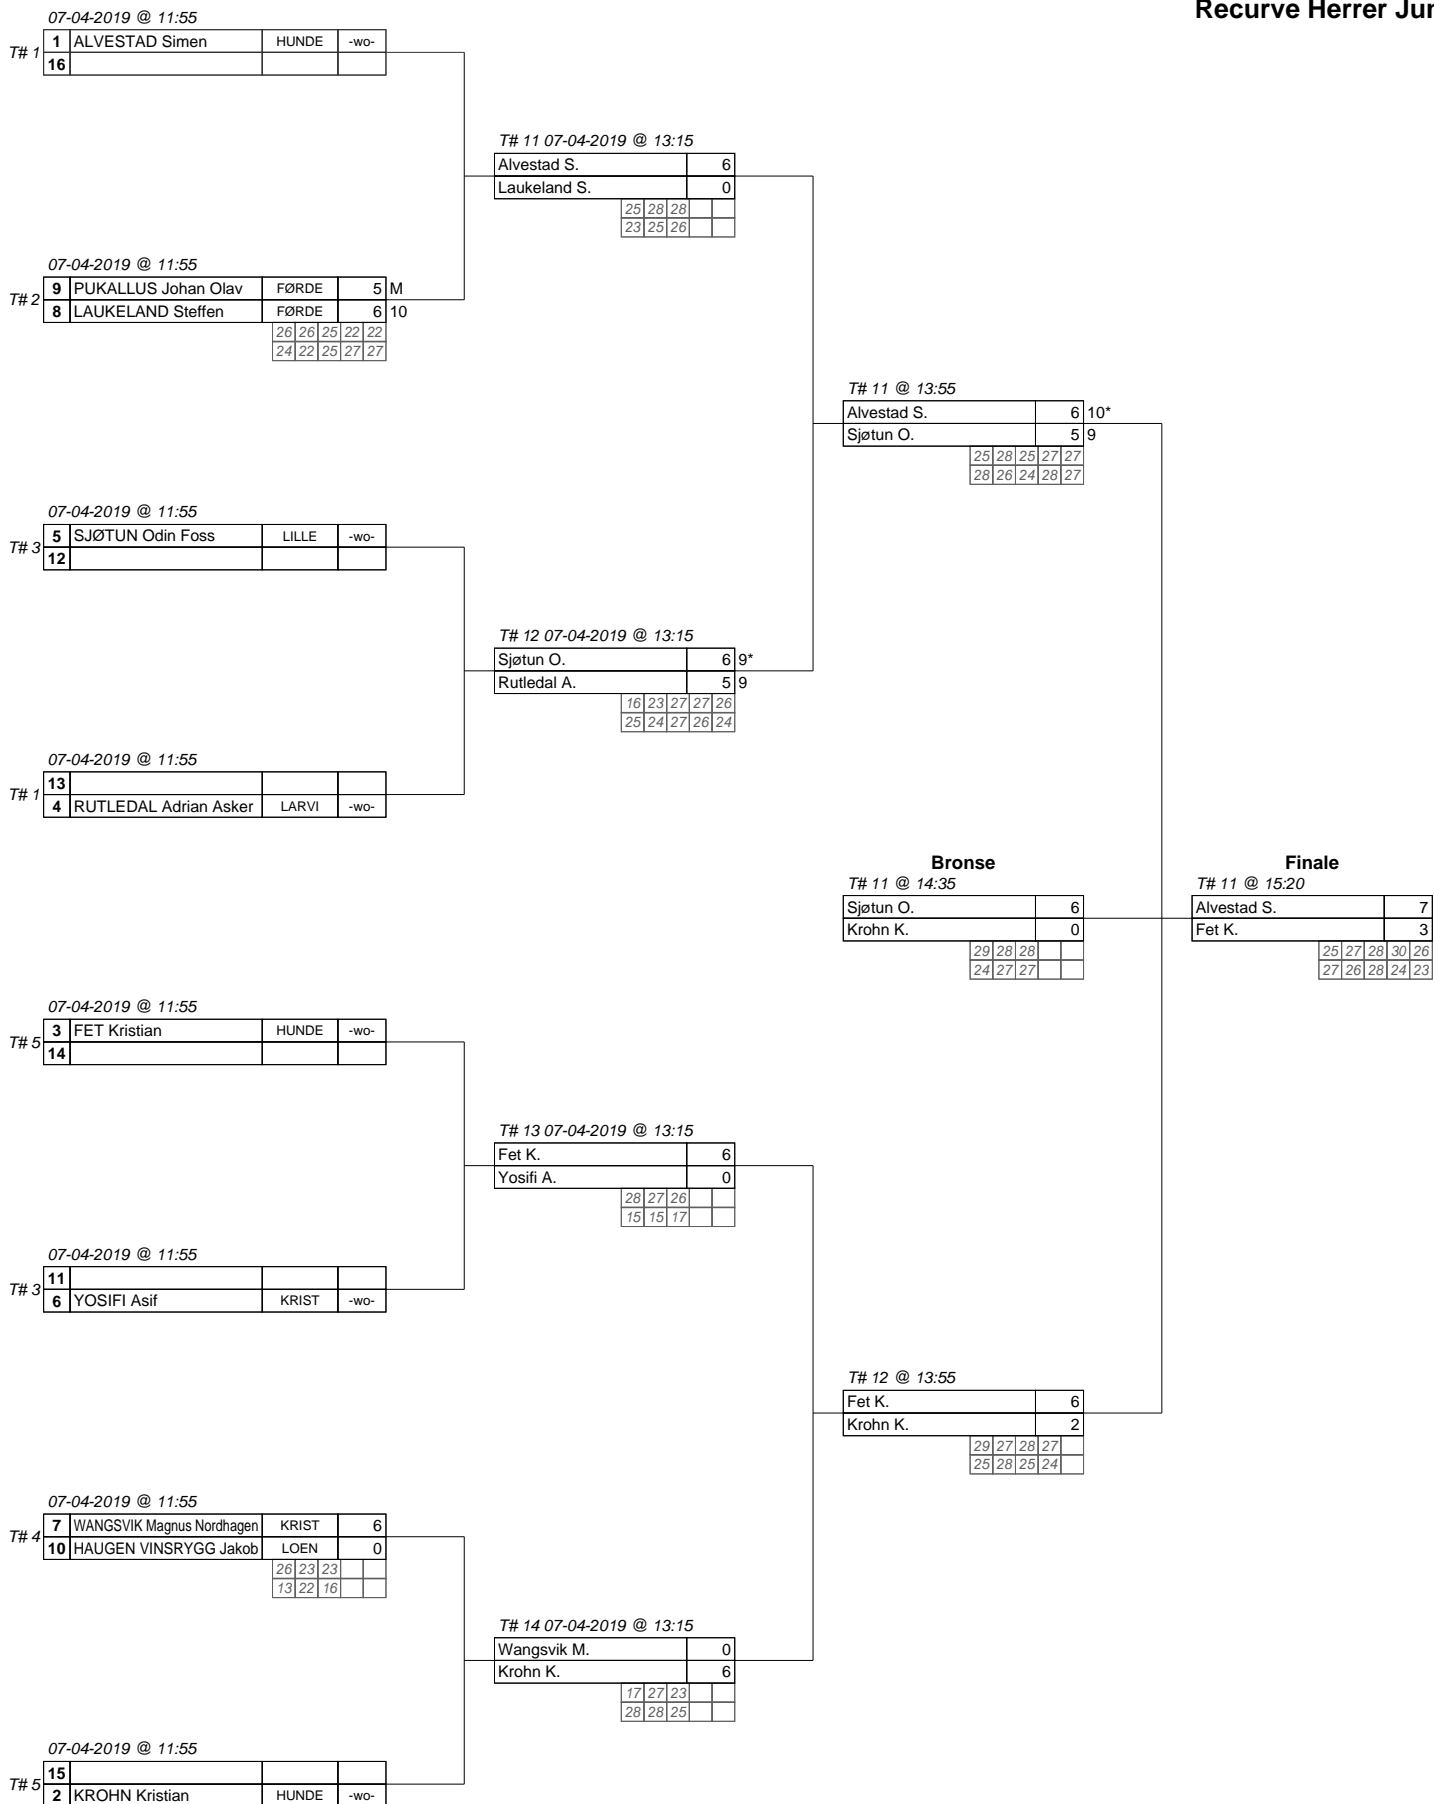 Recurve Herrer Jun
07-04-2019 @ 11:55
T# 1
1 ALVESTAD Simen HUNDE -wo-
16
T# 11 07-04-2019 @ 13:15
Alvestad S. 6
Laukeland S. 0
25 28 28
23 25 26
07-04-2019 @ 11:55
T# 2
9 PUKALLUS Johan Olav FØRDE 5 M
8 LAUKELAND Steffen FØRDE 6 10
26 26 25 22 22
24 22 25 27 27
T# 11 @ 13:55
Alvestad S. 6 10*
Sjøtun O. 5 9
25 28 25 27 27
28 26 24 28 27
07-04-2019 @ 11:55
T# 3
5 SJØTUN Odin Foss LILLE -wo-
12
T# 12 07-04-2019 @ 13:15
Sjøtun O. 6 9*
Rutledal A. 5 9
16 23 27 27 26
25 24 27 26 24
07-04-2019 @ 11:55
T# 1
13
4 RUTLEDAL Adrian Asker LARVI -wo-
Bronse
T# 11 @ 14:35
Sjøtun O. 6
Krohn K. 0
29 28 28
24 27 27
Finale
T# 11 @ 15:20
Alvestad S. 7
Fet K. 3
25 27 28 30 26
27 26 28 24 23
07-04-2019 @ 11:55
T# 5
3 FET Kristian HUNDE -wo-
14
T# 13 07-04-2019 @ 13:15
Fet K. 6
Yosifi A. 0
28 27 26
15 15 17
07-04-2019 @ 11:55
T# 3
11
6 YOSIFI Asif KRIST -wo-
T# 12 @ 13:55
Fet K. 6
Krohn K. 2
29 27 28 27
25 28 25 24
07-04-2019 @ 11:55
T# 4
7 WANGSVIK Magnus Nordhagen KRIST 6
10 HAUGEN VINSRYGG Jakob LOEN 0
26 23 23
13 22 16
T# 14 07-04-2019 @ 13:15
Wangsvik M. 0
Krohn K. 6
17 27 23
28 28 25
07-04-2019 @ 11:55
T# 5
15
2 KROHN Kristian HUNDE -wo-